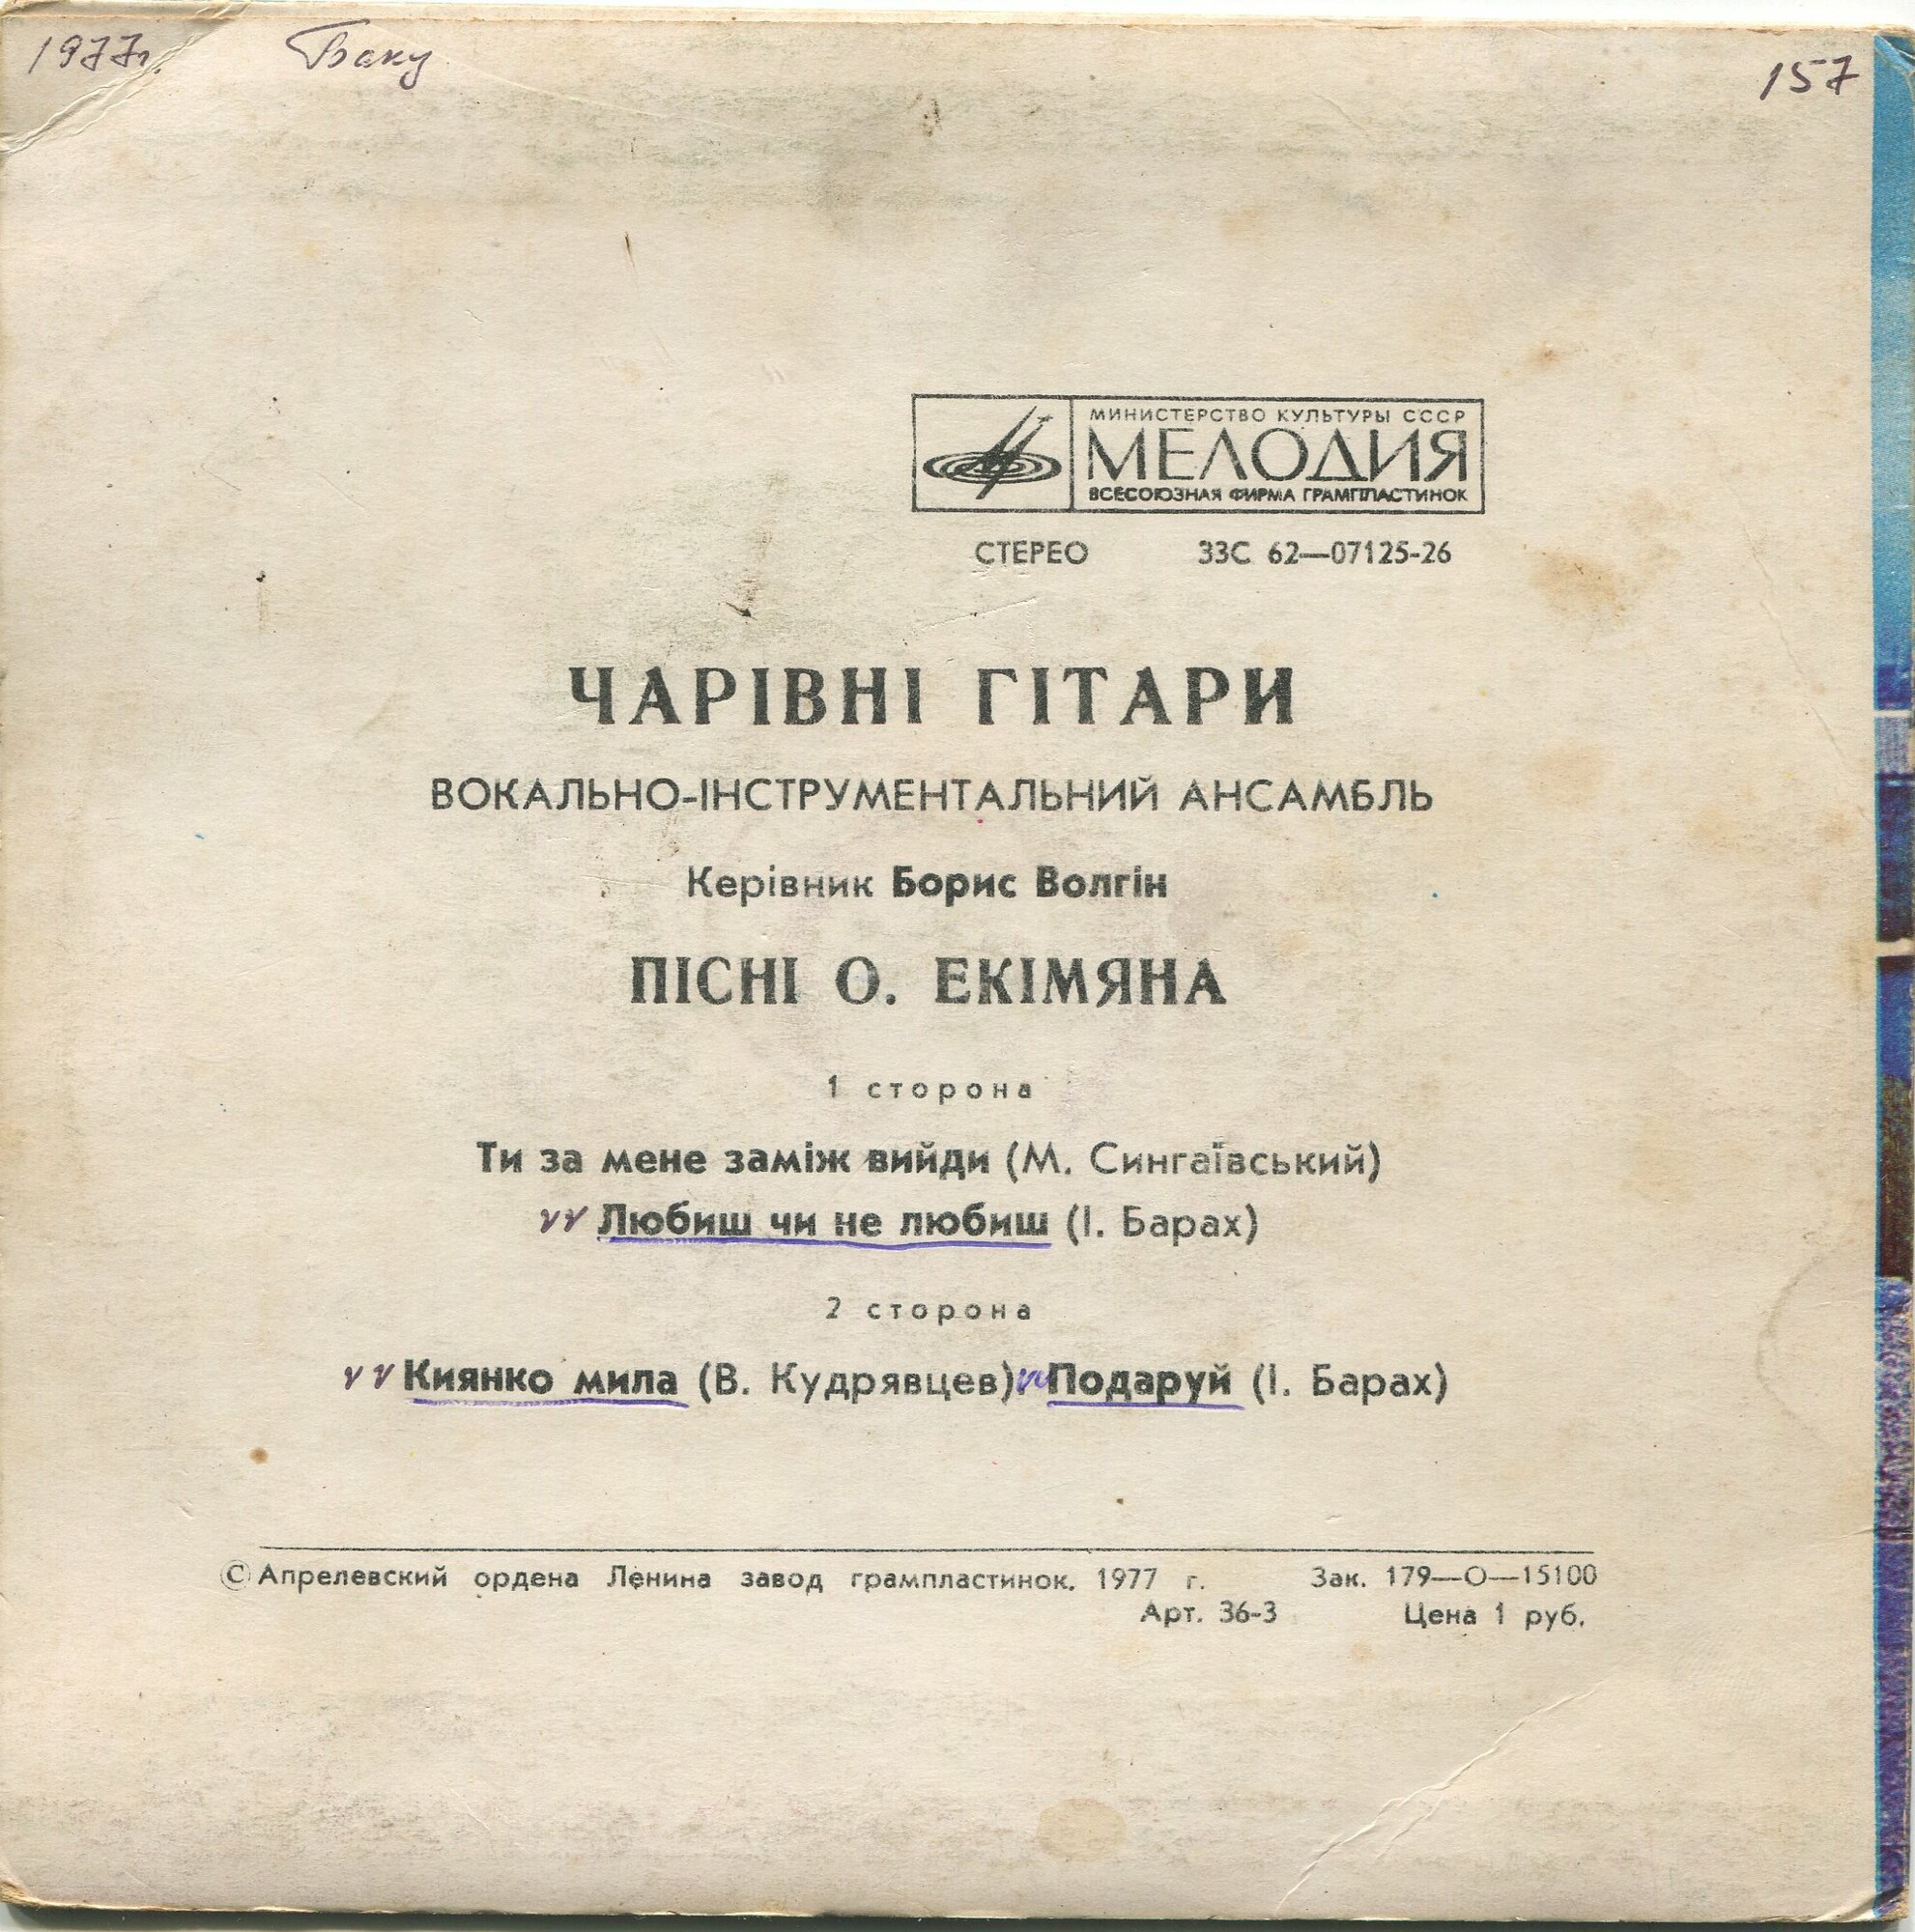 1977г. Баку 157
МИНИСТЕРСТВО КУЛЬТУРЫ СССР
МЕЛОДИЯ
ВСЕСОЮЗНАЯ ФИРМА ГРАМПЛАСТИНОК
СТЕРЕО 33С 62—07125-26
ЧАРІВНІ ГІТАРИ
ВОКАЛЬНО-ІНСТРУМЕНТАЛЬНИЙ АНСАМБЛЬ
Керівник Борис Волгін
ПІСНІ О. ЕКІМЯНА
1 сторона
Ти за мене заміж вийди (М. Сингаївський)
Любиш чи не любиш (І. Барах)
2 сторона
Киянко мила (В. Кудрявцев). Подаруй (І. Барах)
© Апрелевский ордена Ленина завод грампластинок. 1977 г. Зак. 179—О—15100
Арт. 36-3 Цена 1 руб.